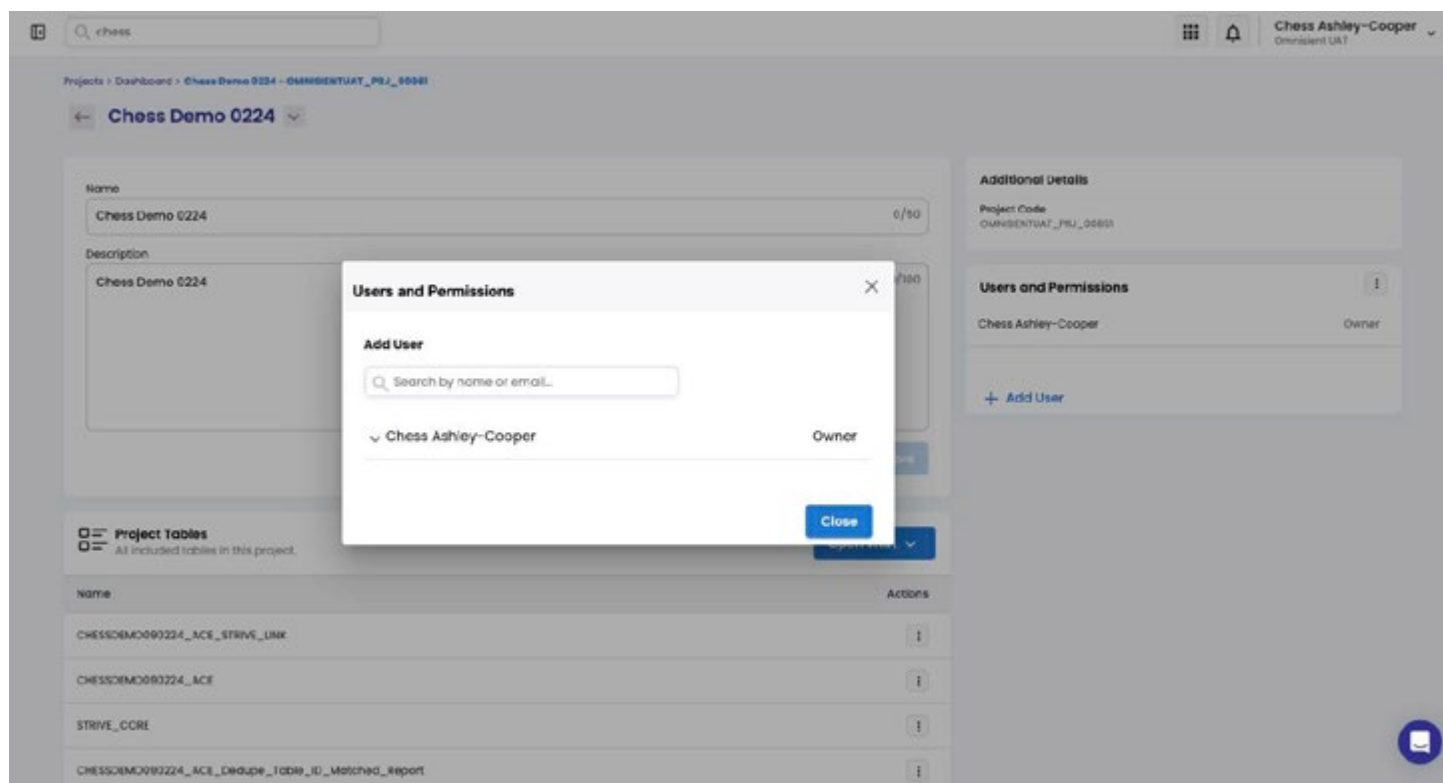 chess
Chess Ashley-Cooper
Omnisient UAT
Projects > Dashboard > Chess Demo 0224 -
Chess Demo 0224
Name
Chess Demo 0224
0/50
Description
Chess Demo 0224
/100
Additional Details
Project Code
Users and Permissions
Chess Ashley-Cooper Owner
+ Add User
Users and Permissions
Add User
Search by name or email...
Chess Ashley-Cooper Owner
Close
Project Tables
All included tables in this project.
Name Actions
CHESSDEMO090224_ACE_STRIVE_LINK
CHESSDEMO090224_ACE
STRIVE_CORE
CHESSDEMO090224_ACE_Dedupe_Table_ID_Matched_Report